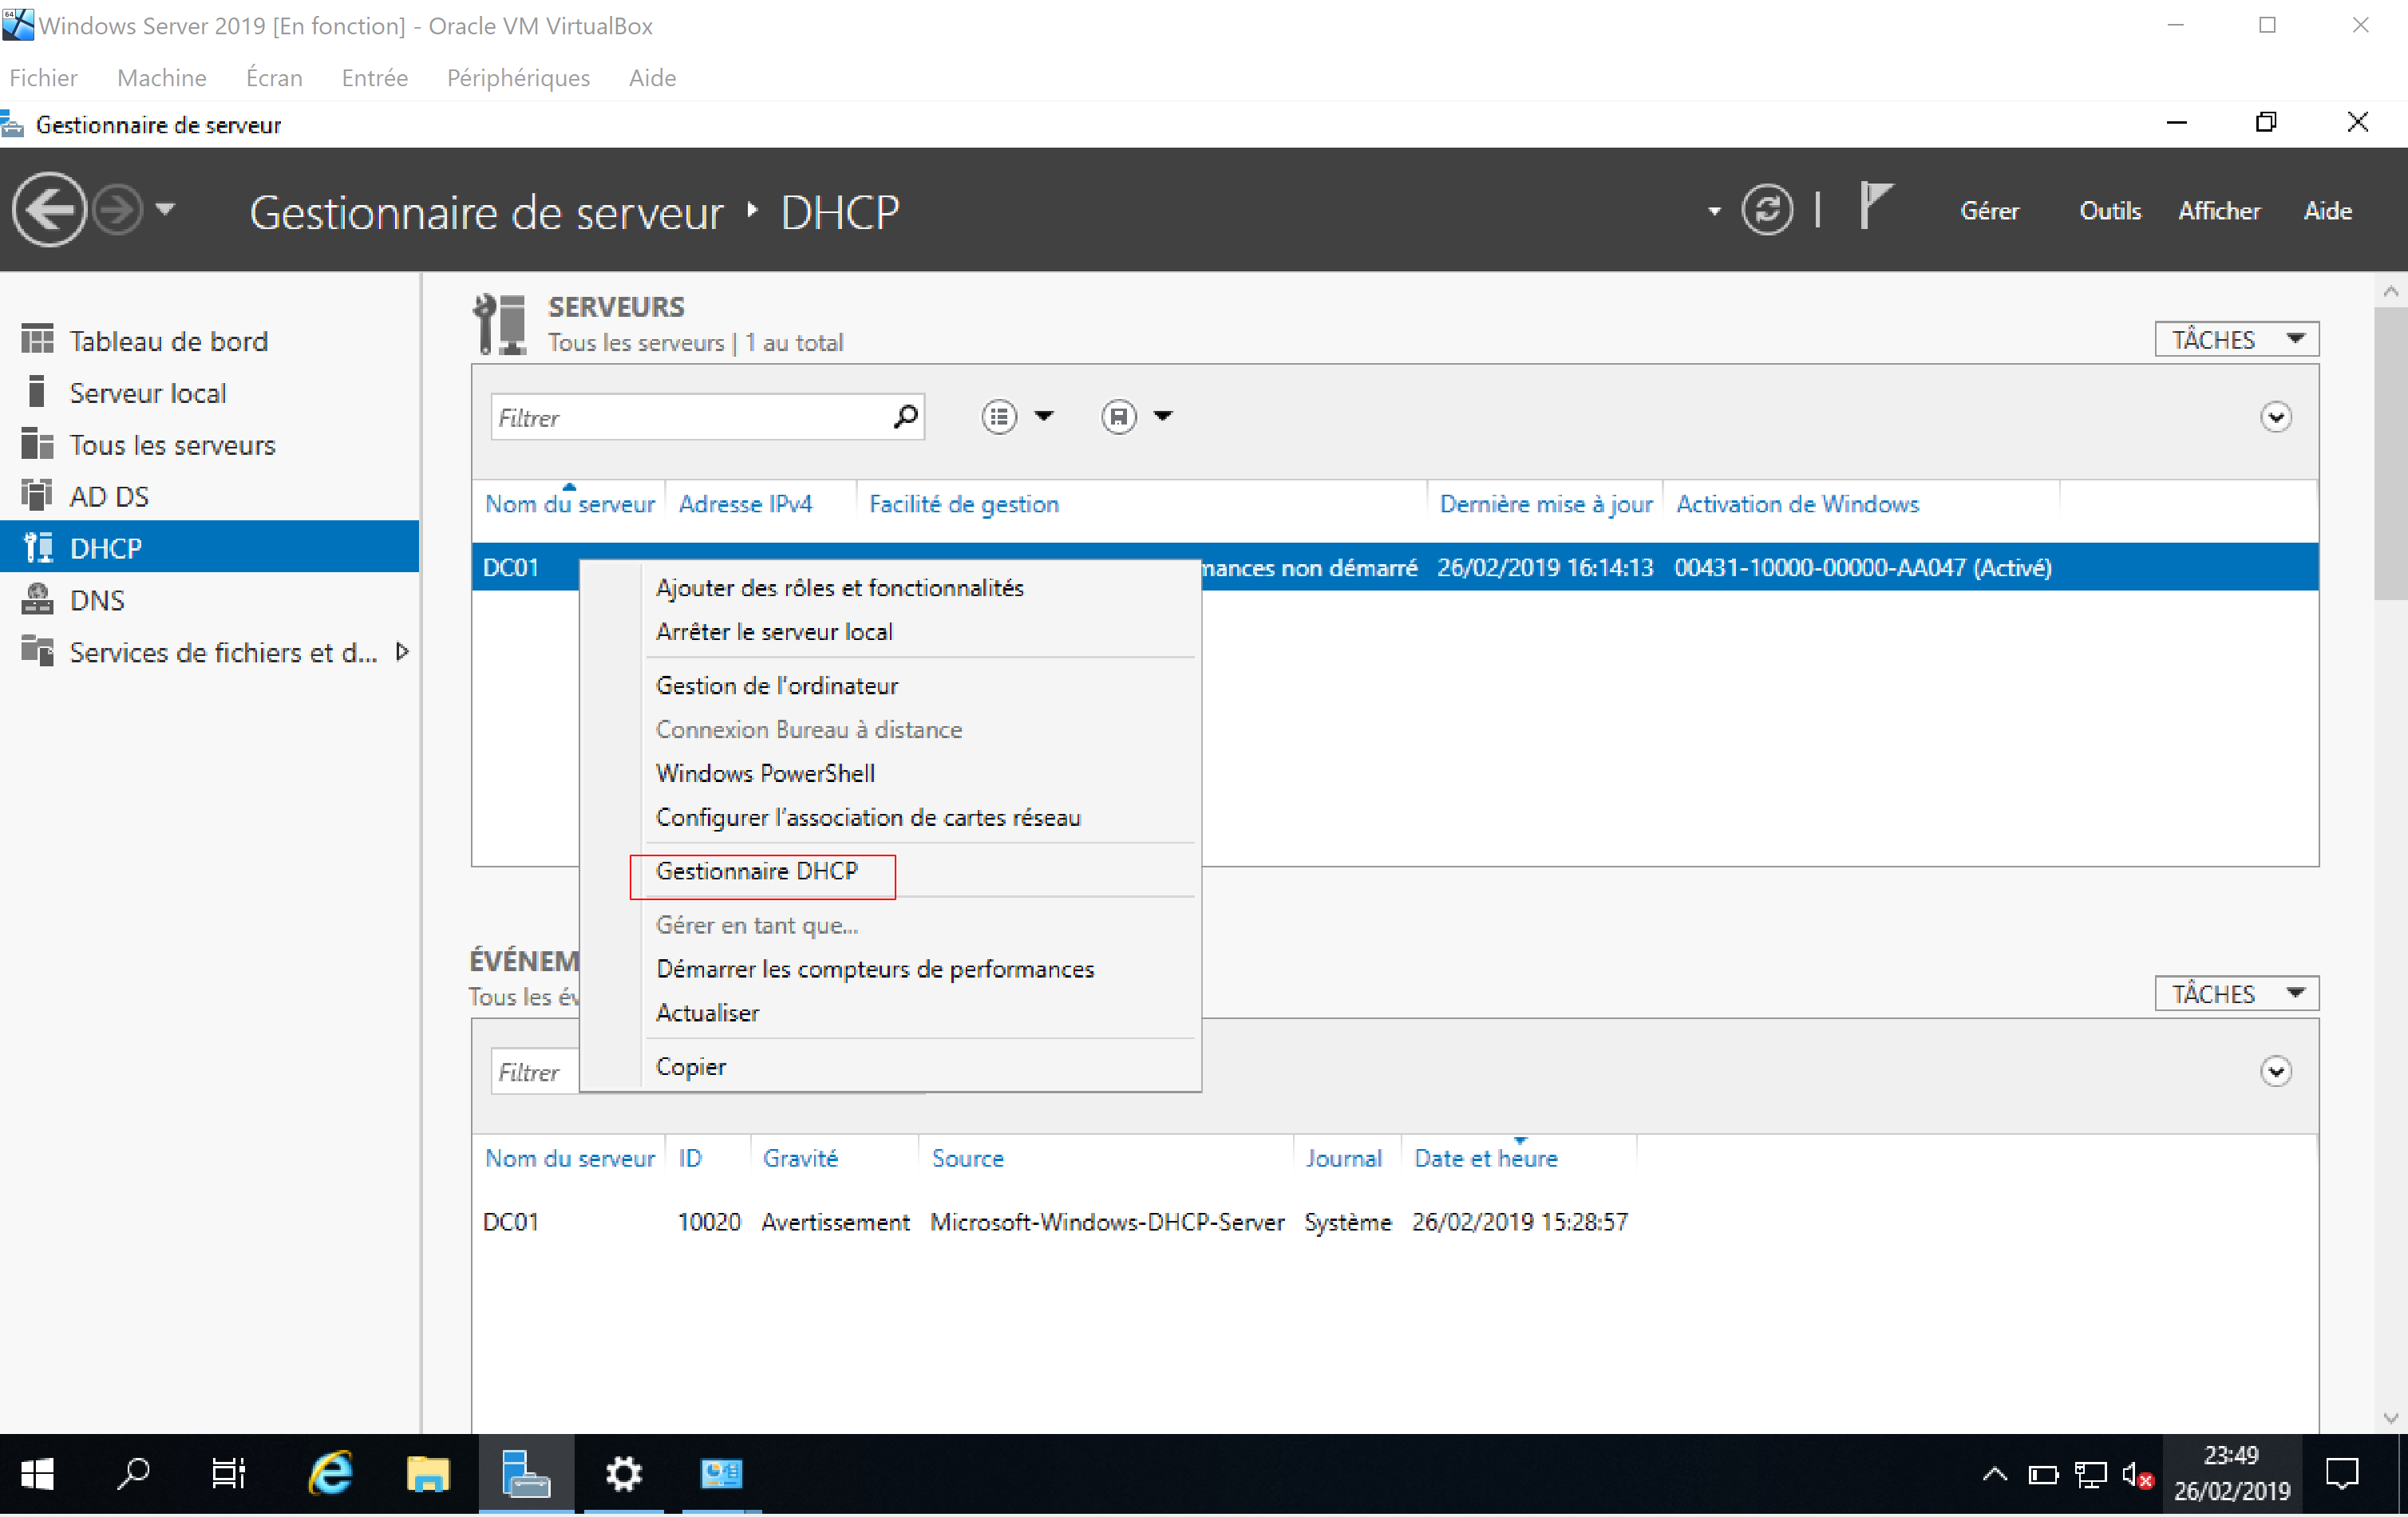 Windows Server 2019 [En fonction] - Oracle VM VirtualBox
Fichier Machine Écran Entrée Périphériques Aide
Gestionnaire de serveur
Gestionnaire de serveur ‣ DHCP
Gérer Outils Afficher Aide
Tableau de bord
Serveur local
Tous les serveurs
AD DS
DHCP
DNS
Services de fichiers et d...
SERVEURS
Tous les serveurs | 1 au total
TÂCHES
Filtrer
Nom du serveur Adresse IPv4 Facilité de gestion Dernière mise à jour Activation de Windows
DC01 mances non démarré 26/02/2019 16:14:13 00431-10000-00000-AA047 (Activé)
Ajouter des rôles et fonctionnalités
Arrêter le serveur local
Gestion de l'ordinateur
Connexion Bureau à distance
Windows PowerShell
Configurer l'association de cartes réseau
Gestionnaire DHCP
Gérer en tant que...
Démarrer les compteurs de performances
Actualiser
Copier
ÉVÉNEM
Tous les év
TÂCHES
Filtrer
Nom du serveur ID Gravité Source Journal Date et heure
DC01 10020 Avertissement Microsoft-Windows-DHCP-Server Système 26/02/2019 15:28:57
23:49
26/02/2019